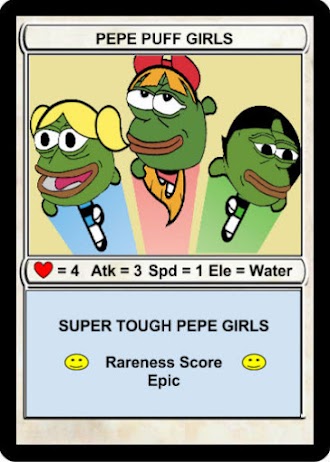 PEPE PUFF GIRLS
= 4 Atk = 3 Spd = 1 Ele = Water
SUPER TOUGH PEPE GIRLS
Rareness Score
Epic